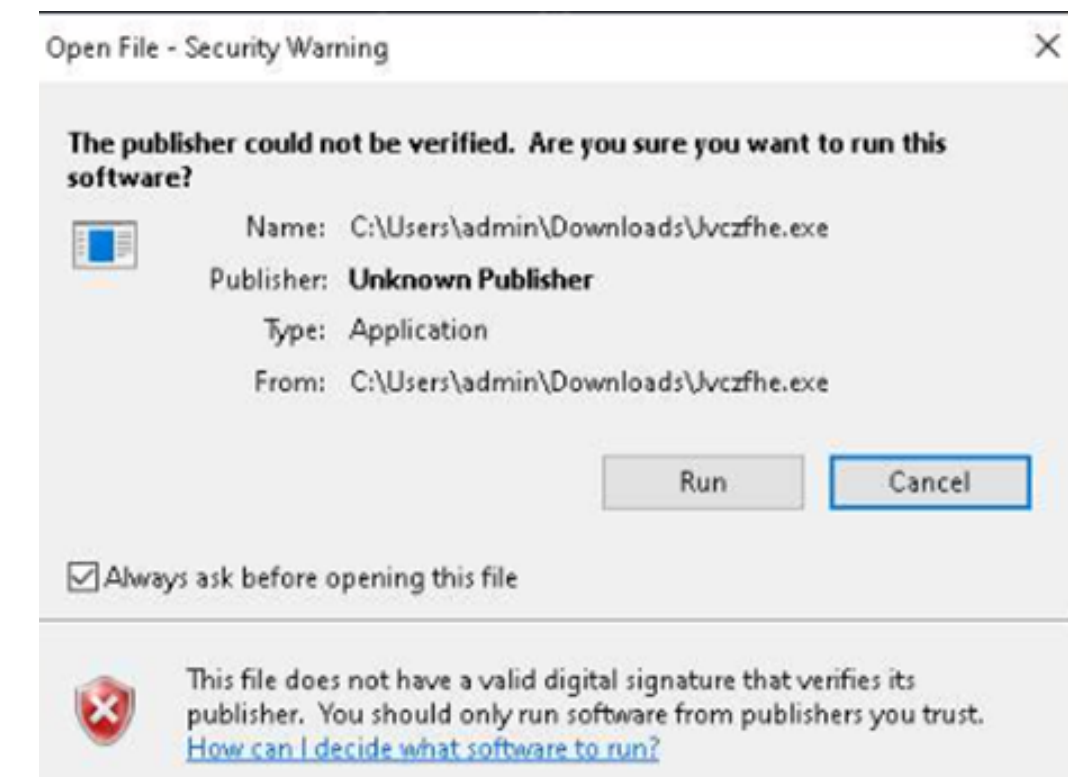 Open File - Security Warning
The publisher could not be verified.  Are you sure you want to run this
software?
Name: C:\Users\admin\Downloads\Jvczfhe.exe
Publisher: Unknown Publisher
Type: Application
From: C:\Users\admin\Downloads\Jvczfhe.exe
Run Cancel
Always ask before opening this file
This file does not have a valid digital signature that verifies its
publisher.  You should only run software from publishers you trust.
How can I decide what software to run?